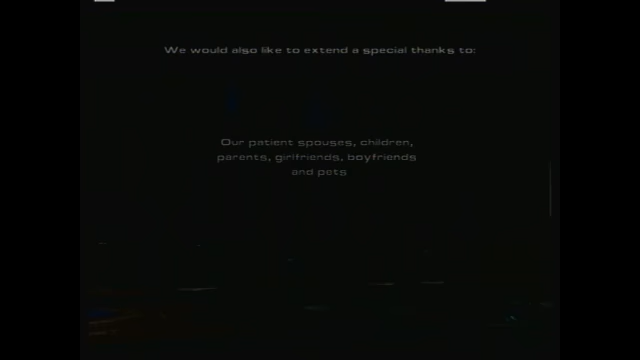 We would also like to extend a special thanks to:
Our patient spouses, children,
parents, girlfriends, boyfriends
and pets